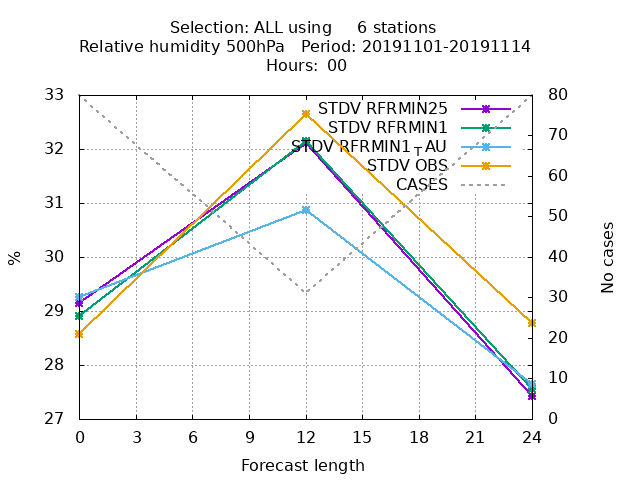 Selection: ALL using     6 stations
Relative humidity 500hPa   Period: 20191101-20191114
Hours:  00
33
32
31
30
29
28
27
%
80
70
60
50
40
30
20
10
0
No cases
STDV RFRMIN25
STDV RFRMIN1
STDV RFRMIN1┬AU
STDV OBS
CASES
0 3 6 9 12 15 18 21 24
Forecast length